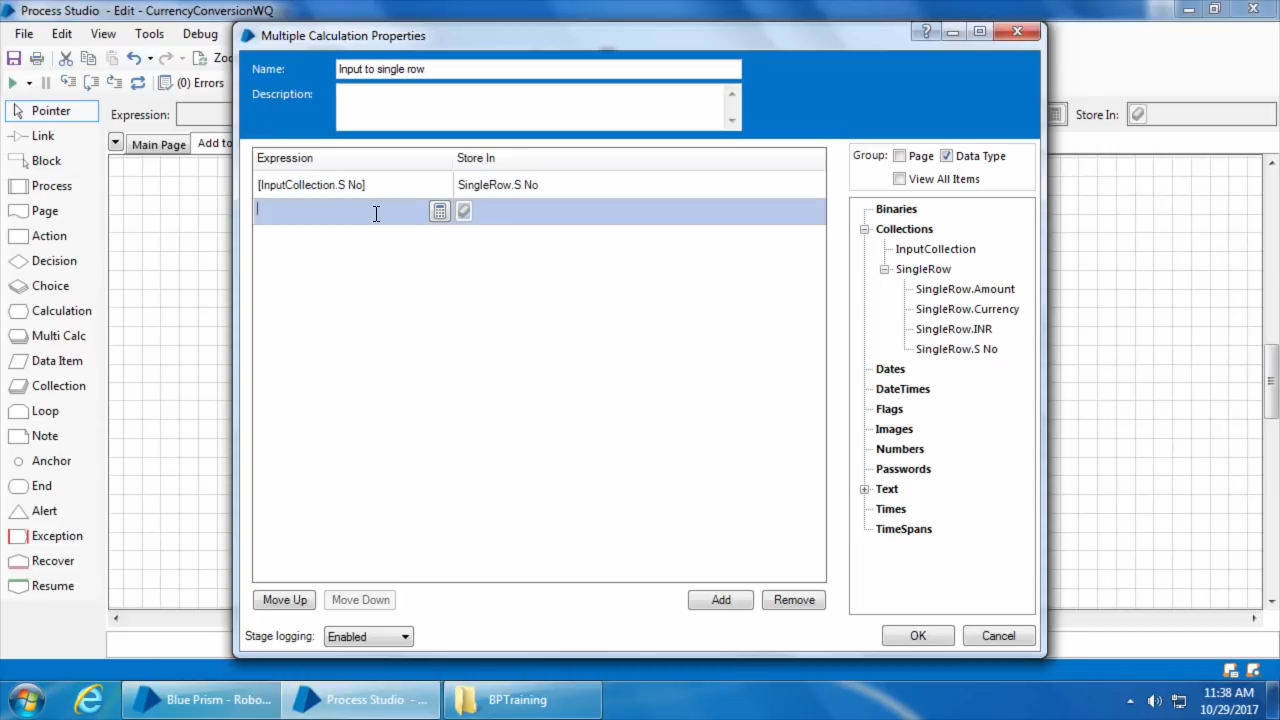 Process Studio - Edit - CurrencyConversionWQ
File Edit View Tools Debug
Multiple Calculation Properties
Name: Input to single row
Description:
Zoo
(0) Errors
Pointer
Link
Block
Process
Page
Action
Decision
Choice
Calculation
Multi Calc
Data Item
Collection
Loop
Note
Anchor
End
Alert
Exception
Recover
Resume
Expression:
Store In:
Main Page Add to
Expression Store In
[InputCollection.S No] SingleRow.S No
Group: Page Data Type
View All Items
Binaries
Collections
InputCollection
SingleRow
SingleRow.Amount
SingleRow.Currency
SingleRow.INR
SingleRow.S No
Dates
DateTimes
Flags
Images
Numbers
Passwords
Text
Times
TimeSpans
Move Up Move Down Add Remove
Stage logging: Enabled
OK Cancel
Blue Prism - Robo... Process Studio - ... BPTraining
11:38 AM
10/29/2017